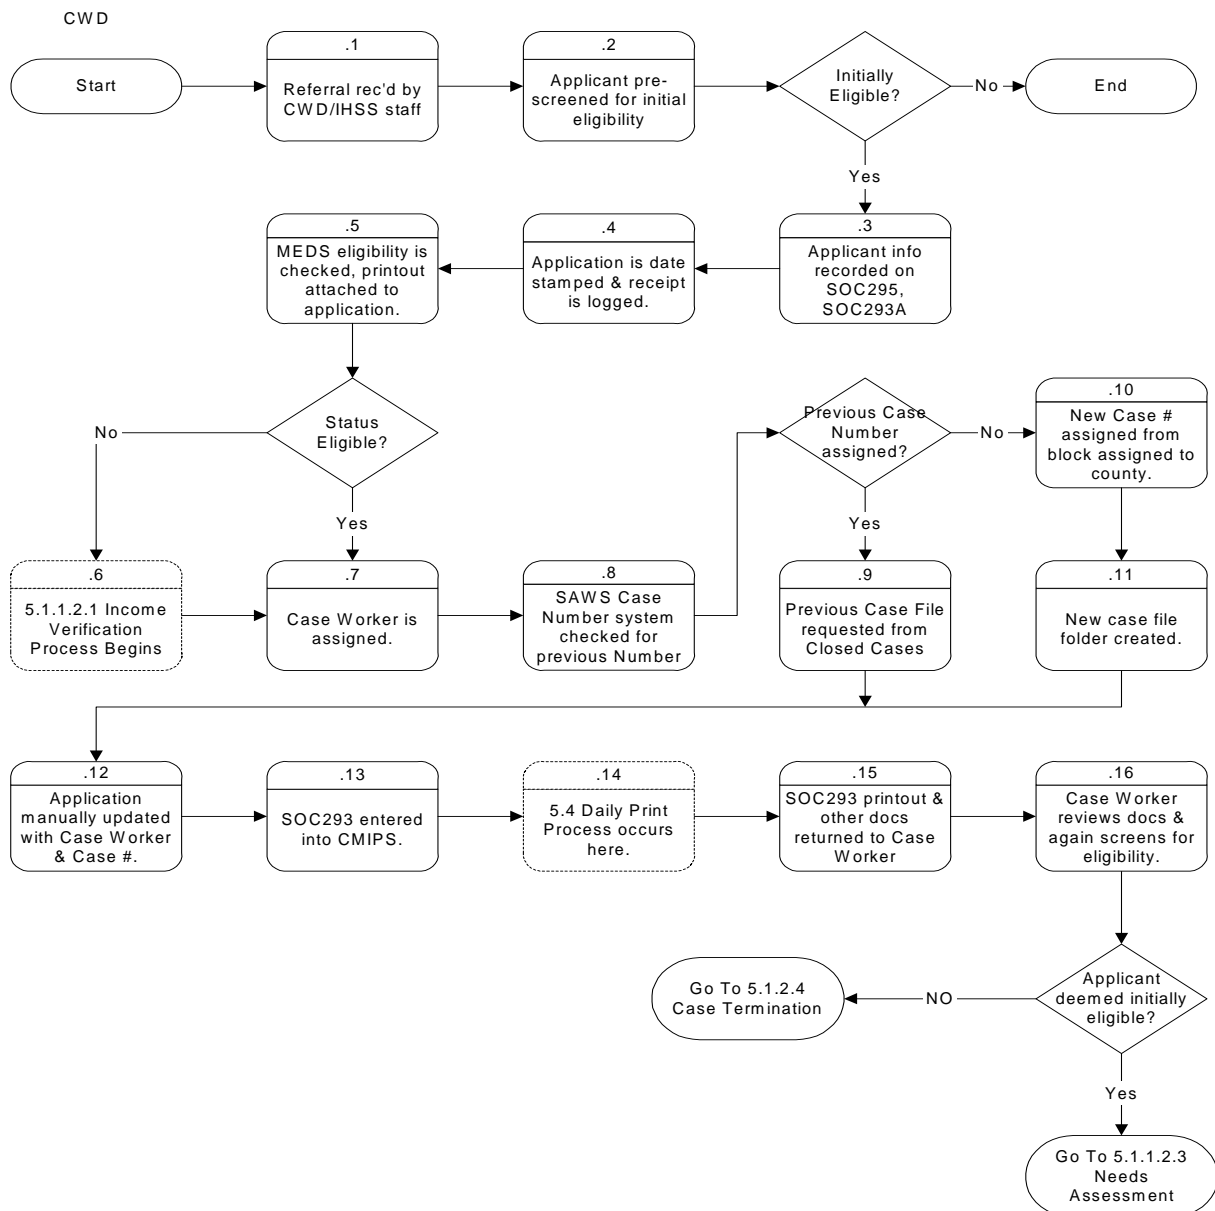 CWD
Start
.1
Referral rec'd by
CWD/IHSS staff
.2
Applicant pre-
screened for initial
eligibility
Initially
Eligible?
No
End
Yes
.5
MEDS eligibility is
checked, printout
attached to
application.
.4
Application is date
stamped & receipt
is logged.
.3
Applicant info
recorded on
SOC295,
SOC293A
Status
Eligible?
No
Yes
Previous Case
Number
assigned?
No
Yes
.10
New Case #
assigned from
block assigned to
county.
.6
5.1.1.2.1 Income
Verification
Process Begins
.7
Case Worker is
assigned.
.8
SAWS Case
Number system
checked for
previous Number
.9
Previous Case File
requested from
Closed Cases
.11
New case file
folder created.
.12
Application
manually updated
with Case Worker
& Case #.
.13
SOC293 entered
into CMIPS.
.14
5.4 Daily Print
Process occurs
here.
.15
SOC293 printout &
other docs
returned to Case
Worker
.16
Case Worker
reviews docs &
again screens for
eligibility.
Go To 5.1.2.4
Case Termination
NO
Applicant
deemed initially
eligible?
Yes
Go To 5.1.1.2.3
Needs
Assessment